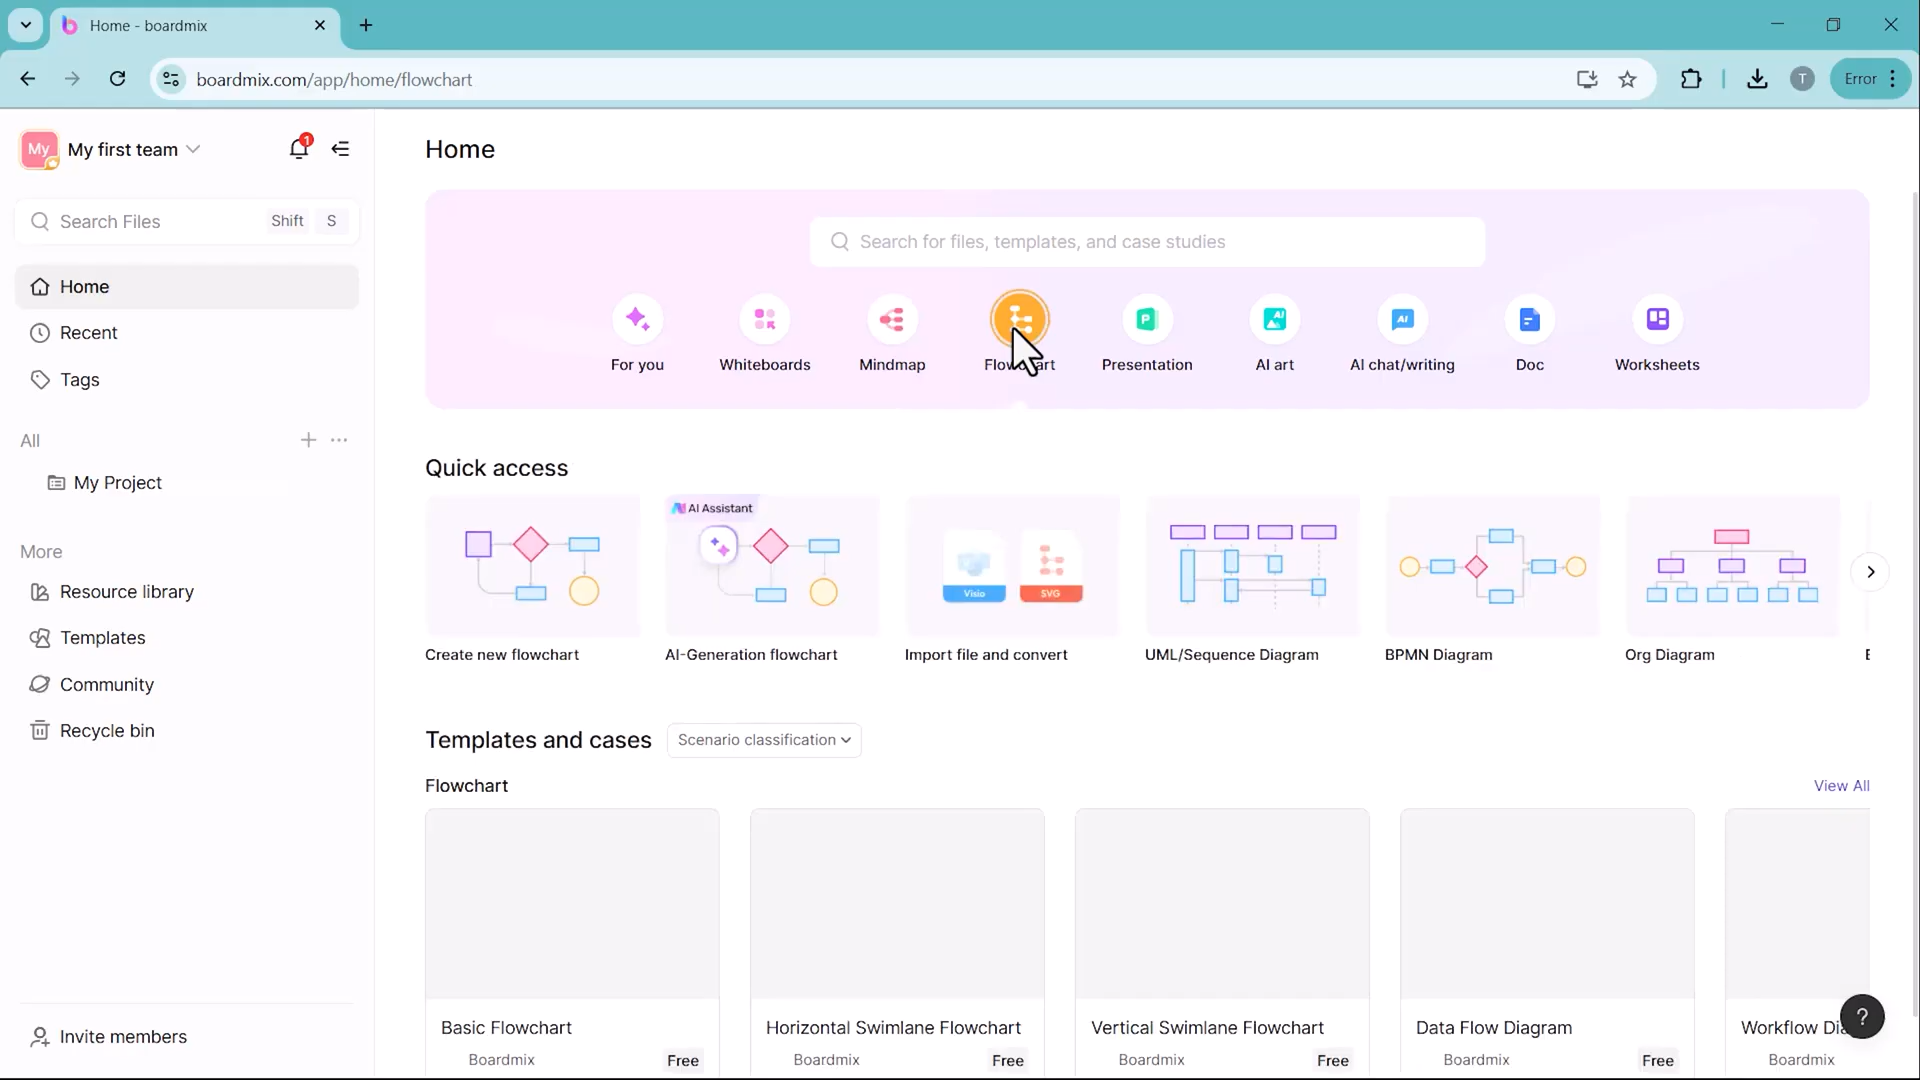 Home - boardmix
boardmix.com/app/home/flowchart
Error
T
My
My first team
1
Search Files
Shift
S
Home
Recent
Tags
All
My Project
More
Resource library
Templates
Community
Recycle bin
Invite members
Home
Search for files, templates, and case studies
For you
Whiteboards
Mindmap
Presentation
AI art
AI chat/writing
Doc
Worksheets
Quick access
AI Assistant
Visio
SVG
Create new flowchart
AI-Generation flowchart
Import file and convert
UML/Sequence Diagram
BPMN Diagram
Org Diagram
Templates and cases
Scenario classification
Flowchart
View All
Basic Flowchart
Boardmix
Free
Horizontal Swimlane Flowchart
Boardmix
Free
Vertical Swimlane Flowchart
Boardmix
Free
Data Flow Diagram
Boardmix
Free
Workflow
Boardmix
?